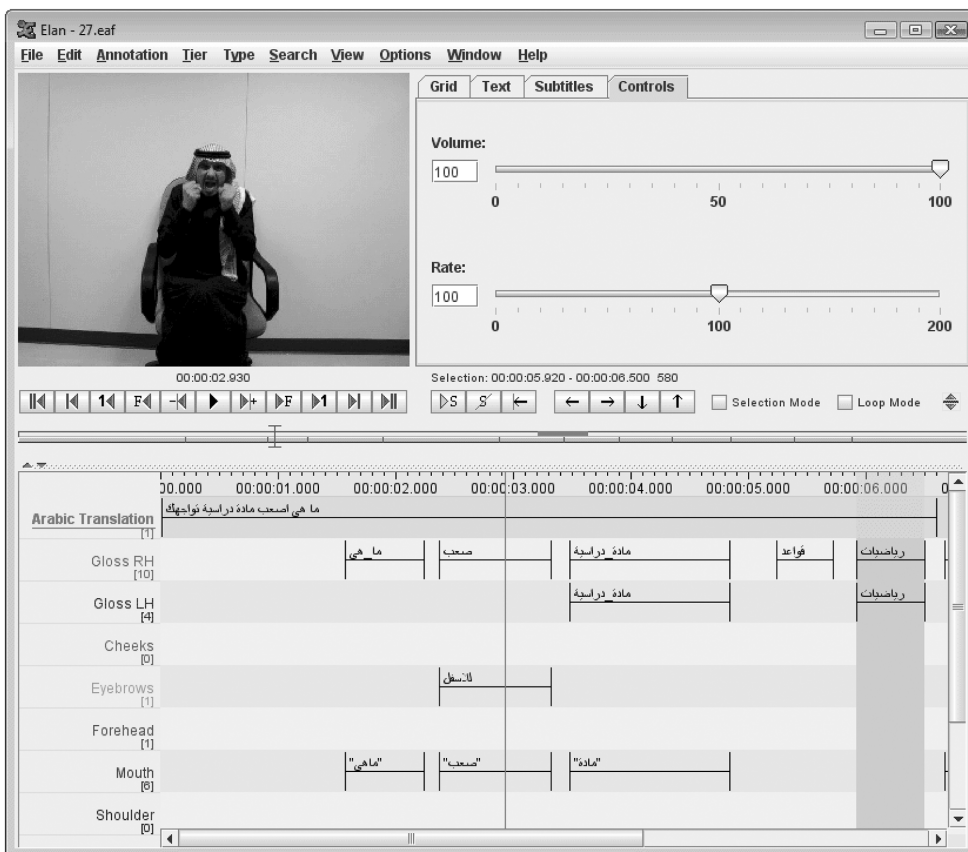 Elan - 27.eaf
File Edit Annotation Tier Type Search View Options Window Help
Grid Text Subtitles Controls
Volume:
100
0 50 100
Rate:
100
0 100 200
00:00:02.930
Selection: 00:00:05.920 - 00:00:06.500 580
1 F F 1 S S Selection Mode Loop Mode
00.000 00:00:01.000 00:00:02.000 00:00:03.000 00:00:04.000 00:00:05.000 00:00:06.000 0
Arabic Translation
[1]
ما هي اصعب مادة دراسية تواجهك
Gloss RH
[10]
ما_هي صعب مادة_دراسية قواعد رياضيات
Gloss LH
[4]
مادة_دراسية رياضيات
Cheeks
[0]
Eyebrows
[1]
Forehead
[1]
Mouth
[6]
"ماهي" "صعب" "مادة"
Shoulder
[0]